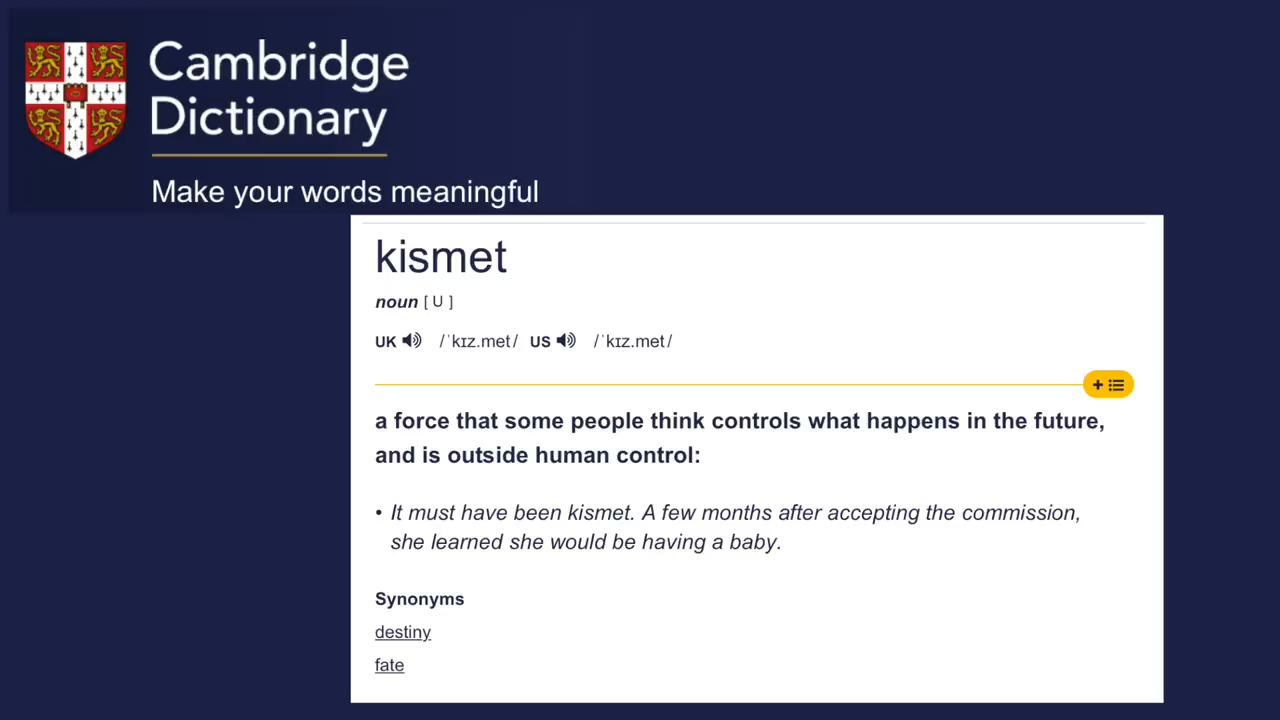 Cambridge
Dictionary
Make your words meaningful
kismet
noun [ U ]
UK /ˈkɪz.met/ US /ˈkɪz.met/
a force that some people think controls what happens in the future,
and is outside human control:
• It must have been kismet. A few months after accepting the commission,
she learned she would be having a baby.
Synonyms
destiny
fate